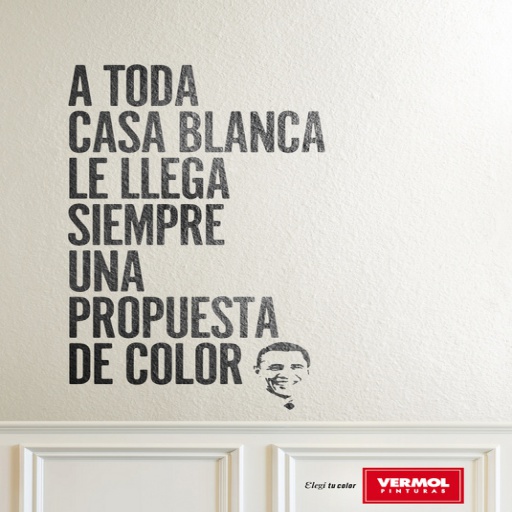 A TODA
CASA BLANCA
LE LLEGA
SIEMPRE
UNA
PROPUESTA
DE COLOR
Elegí tu color
VERMOL
PINTURAS